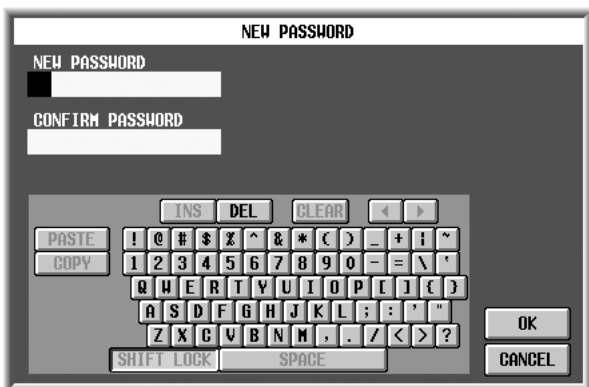 NEW PASSWORD
NEW PASSWORD
CONFIRM PASSWORD
INS DEL CLEAR ◀ ▶
PASTE ! @ # $ % ^ & * ( ) _ + ¦ ~
COPY 1 2 3 4 5 6 7 8 9 0 - = \ `
Q W E R T Y U I O P [ ] { }
A S D F G H J K L ; : ' "
Z X C V B N M , . / < > ?
SHIFT LOCK SPACE
OK
CANCEL